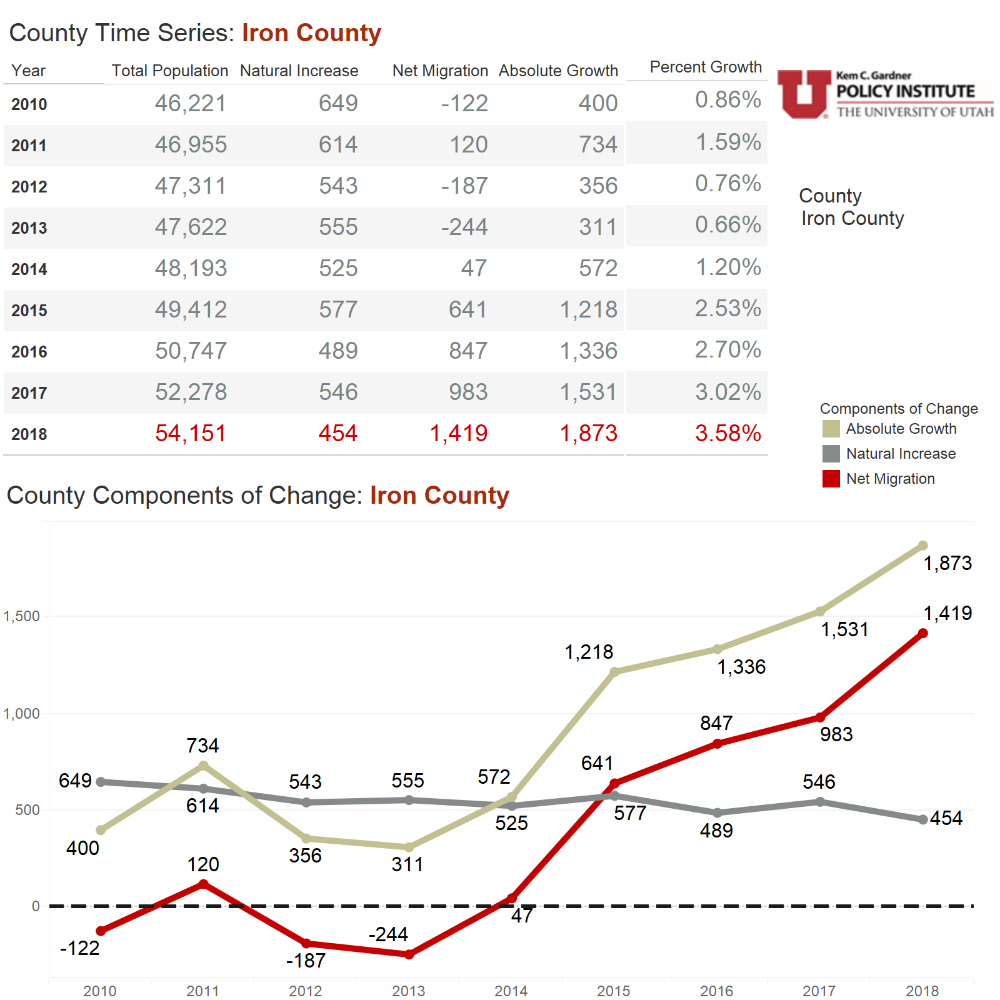 County Time Series: Iron County
Year Total Population Natural Increase Net Migration Absolute Growth Percent Growth
2010 46,221 649 -122 400 0.86%
2011 46,955 614 120 734 1.59%
2012 47,311 543 -187 356 0.76%
2013 47,622 555 -244 311 0.66%
2014 48,193 525 47 572 1.20%
2015 49,412 577 641 1,218 2.53%
2016 50,747 489 847 1,336 2.70%
2017 52,278 546 983 1,531 3.02%
2018 54,151 454 1,419 1,873 3.58%
Kem C. Gardner
POLICY INSTITUTE
THE UNIVERSITY OF UTAH
County
Iron County
Components of Change
Absolute Growth
Natural Increase
Net Migration
County Components of Change: Iron County
1,500
1,000
500
0
400
734
356
311
572
1,218
1,336
1,531
1,873
649
614
543
555
525
577
489
546
454
-122
120
-187
-244
47
641
847
983
1,419
2010 2011 2012 2013 2014 2015 2016 2017 2018